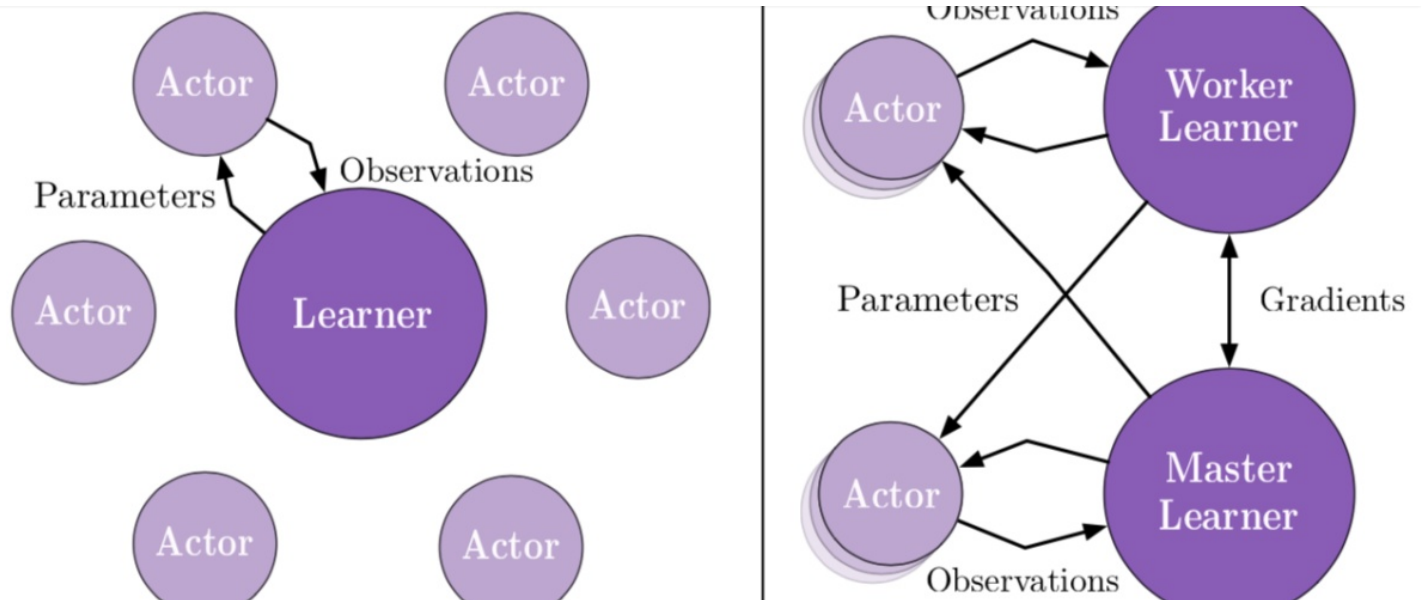 Actor
Actor
Observations
Parameters
Actor
Learner
Actor
Actor
Actor
Observations
Actor
Worker
Learner
Parameters
Gradients
Actor
Master
Learner
Observations